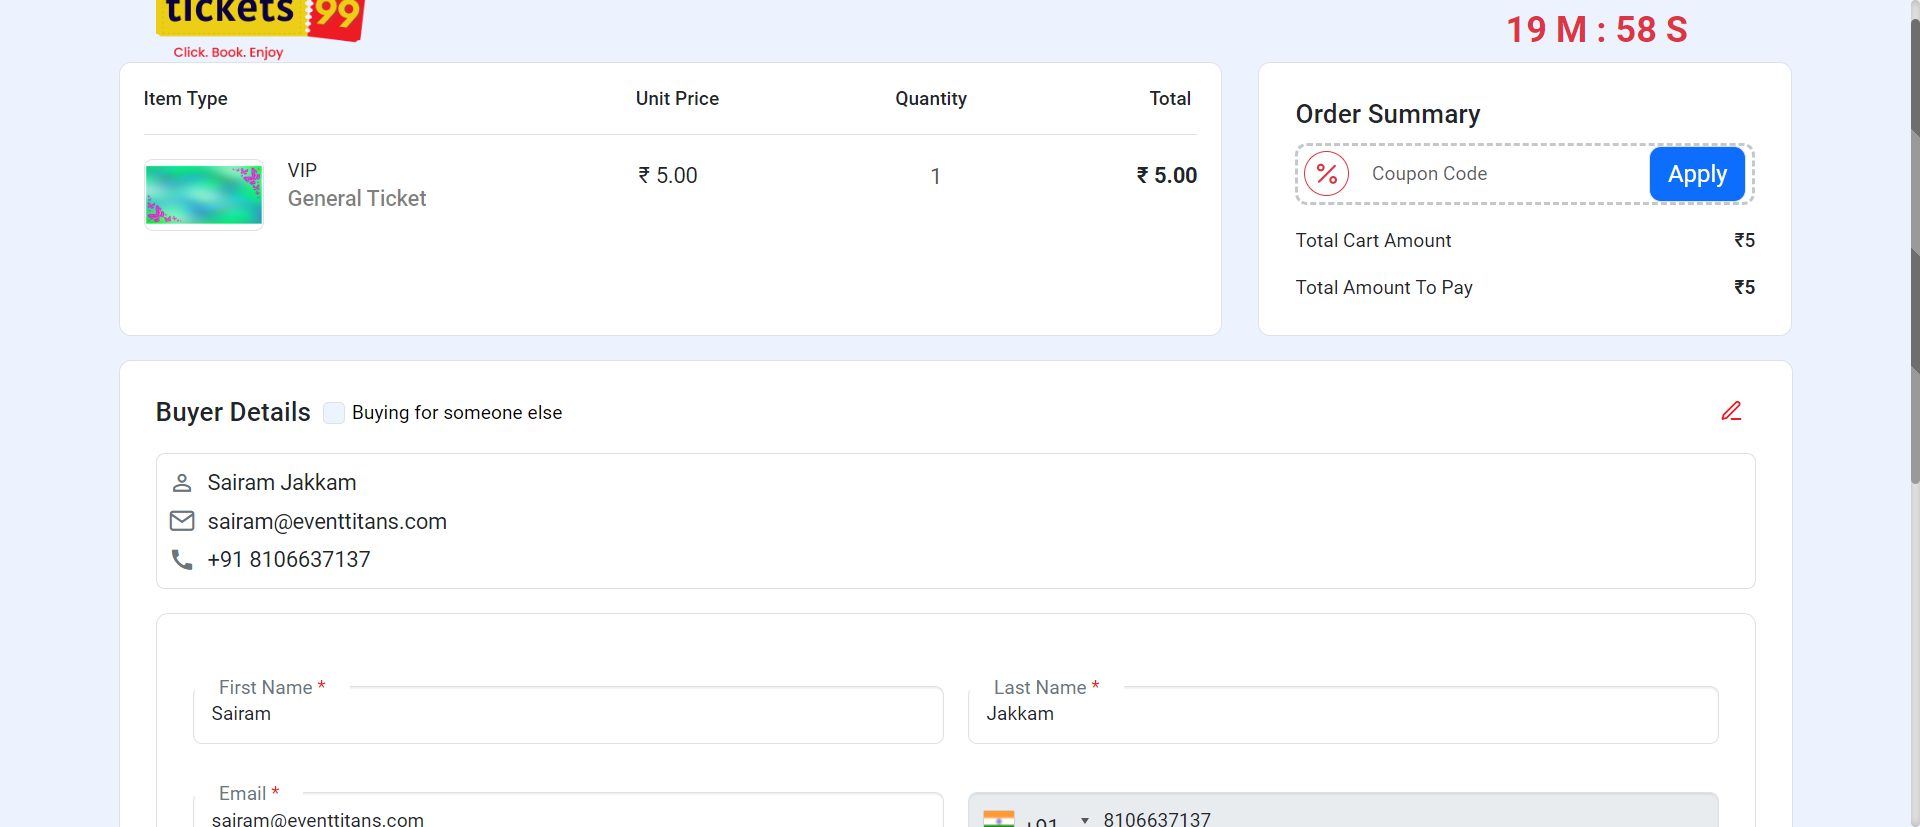 tickets 99
Click. Book. Enjoy
19 M : 58 S
Item Type Unit Price Quantity Total
VIP
General Ticket
₹ 5.00 1 ₹ 5.00
Order Summary
% Coupon Code Apply
Total Cart Amount ₹5
Total Amount To Pay ₹5
Buyer Details Buying for someone else
Sairam Jakkam
sairam@eventtitans.com
+91 8106637137
First Name * Last Name *
Sairam Jakkam
Email *
sairam@eventtitans.com +91 8106637137